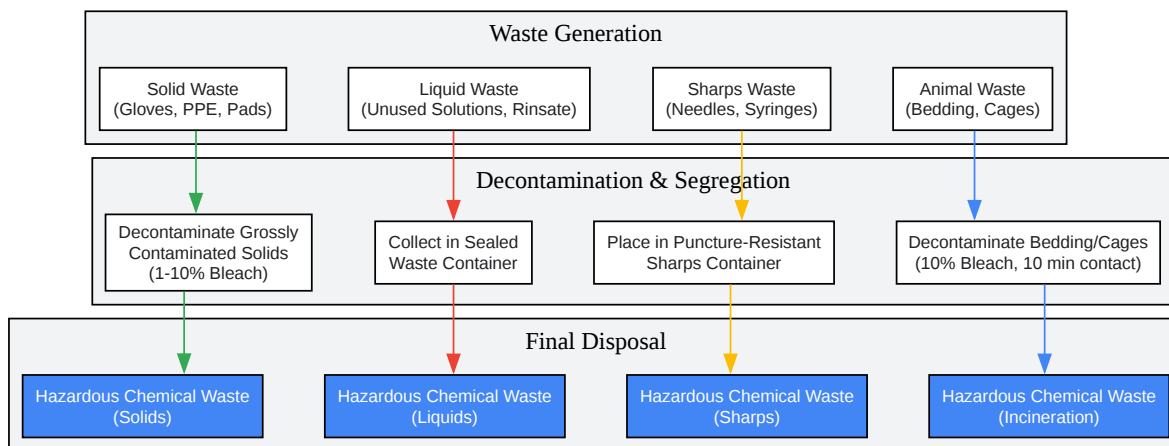 Waste Generation
Solid Waste
(Gloves, PPE, Pads)
Liquid Waste
(Unused Solutions, Rinsate)
Sharps Waste
(Needles, Syringes)
Animal Waste
(Bedding, Cages)
Decontamination & Segregation
Decontaminate Grossly
Contaminated Solids
(1-10% Bleach)
Collect in Sealed
Waste Container
Place in Puncture-Resistant
Sharps Container
Decontaminate Bedding/Cages
(10% Bleach, 10 min contact)
Final Disposal
Hazardous Chemical Waste
(Solids)
Hazardous Chemical Waste
(Liquids)
Hazardous Chemical Waste
(Sharps)
Hazardous Chemical Waste
(Incineration)